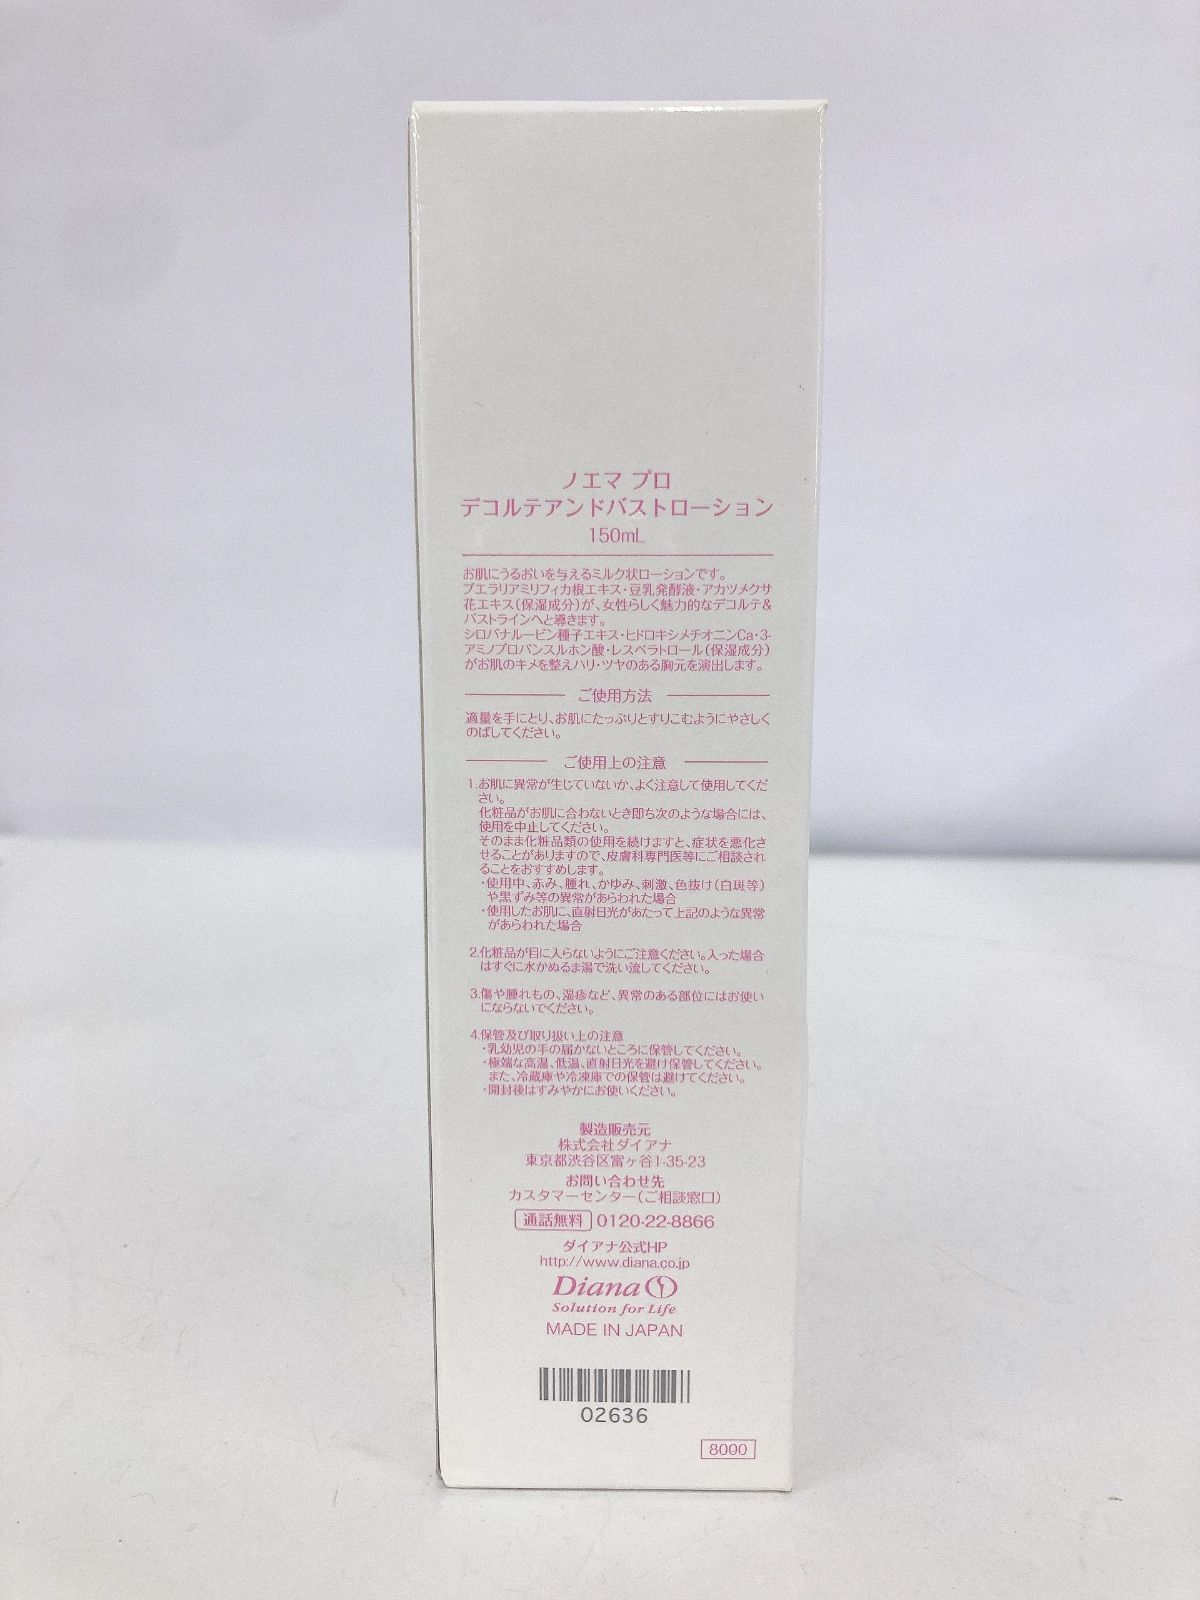 ノエマ プロ
デコルテアンドバストローション
150mL
お肌にうるおいを与えるミルク状ローションです。
プエラリアミリフィカ根エキス・豆乳発酵液・アカツメクサ
花エキス(保湿成分)が、女性らしく魅力的なデコルテ&
バストラインへと導きます。
シロバナルーピン種子エキス・ヒドロキシメチオニンCa・3-
アミノプロパンスルホン酸・レスベラトロール(保湿成分)
がお肌のキメを整えハリ・ツヤのある胸元を演出します。
ご使用方法
適量を手にとり、お肌にたっぷりとすりこむようにやさしく
のばしてください。
ご使用上の注意
1.お肌に異常が生じていないか、よく注意して使用してくだ
さい。
化粧品がお肌に合わないとき即ち次のような場合には、
使用を中止してください。
そのまま化粧品類の使用を続けますと、症状を悪化さ
せることがありますので、皮膚科専門医等にご相談され
ることをおすすめします。
・使用中、赤み、腫れ、かゆみ、刺激、色抜け(白斑等)
や黒ずみ等の異常があらわれた場合
・使用したお肌に、直射日光があたって上記のような異常
があらわれた場合
2.化粧品が目に入らないようにご注意ください。入った場合
はすぐに水かぬるま湯で洗い流してください。
3.傷や腫れもの、湿疹など、異常のある部位にはお使い
にならないでください。
4.保管及び取り扱い上の注意
・乳幼児の手の届かないところに保管してください。
・極端な高温、低温、直射日光を避け保管してください。
また、冷蔵庫や冷凍庫での保管は避けてください。
・開封後はすみやかにお使いください。
製造販売元
株式会社ダイアナ
東京都渋谷区富ヶ谷1-35-23
お問い合わせ先
カスタマーセンター(ご相談窓口)
通話無料 0120-22-8866
ダイアナ公式HP
http://www.diana.co.jp
Diana
Solution for Life
MADE IN JAPAN
02636
8000